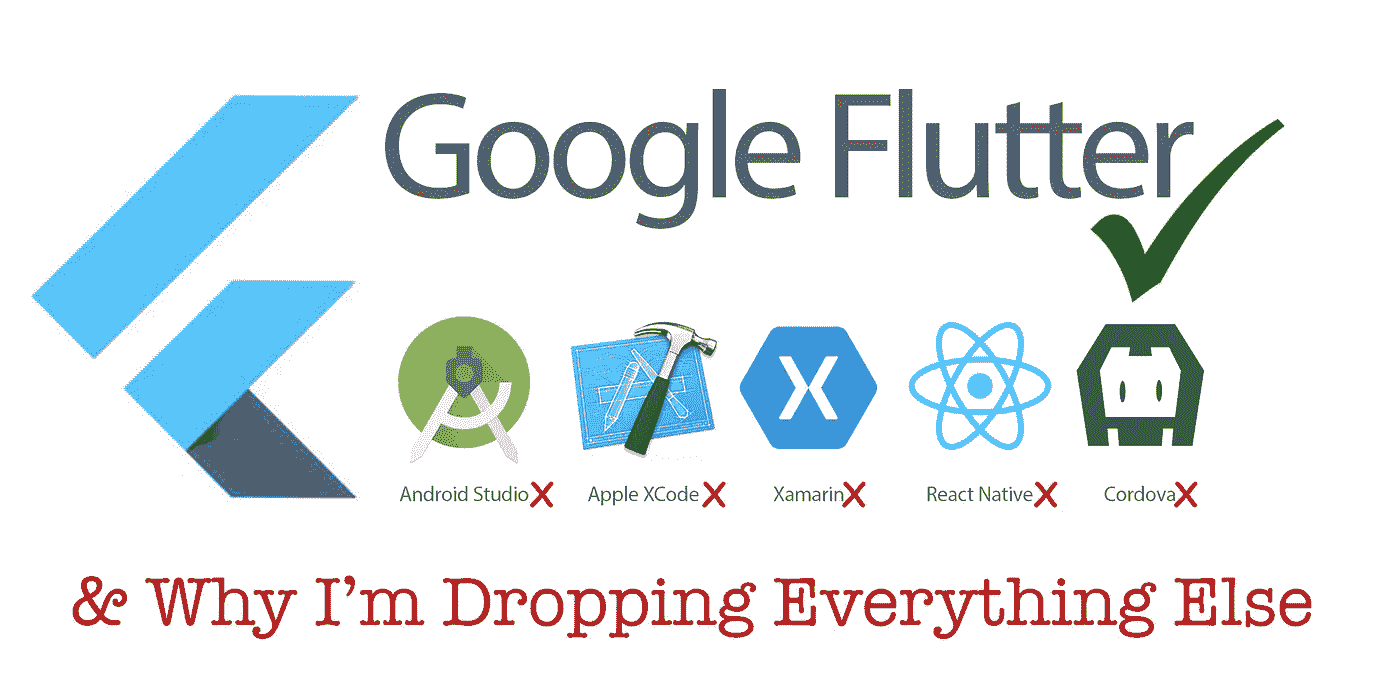 Google Flutter
Android Studio Apple XCode Xamarin React Native Cordova
& Why I'm Dropping Everything Else